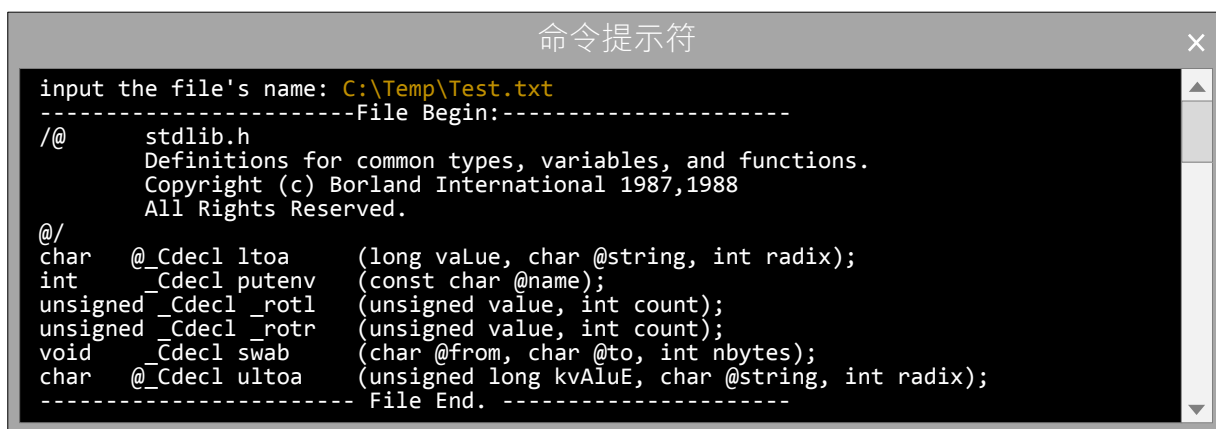 命令提示符
×
input the file's name: C:\Temp\Test.txt
------------------------File Begin:----------------------
/@      stdlib.h
        Definitions for common types, variables, and functions.
        Copyright (c) Borland International 1987,1988
        All Rights Reserved.
@/
char   @_Cdecl ltoa     (long vaLue, char @string, int radix);
int     _Cdecl putenv   (const char @name);
unsigned _Cdecl _rotl   (unsigned value, int count);
unsigned _Cdecl _rotr   (unsigned value, int count);
void    _Cdecl swab     (char @from, char @to, int nbytes);
char   @_Cdecl ultoa    (unsigned long kvAluE, char @string, int radix);
------------------------ File End. ----------------------